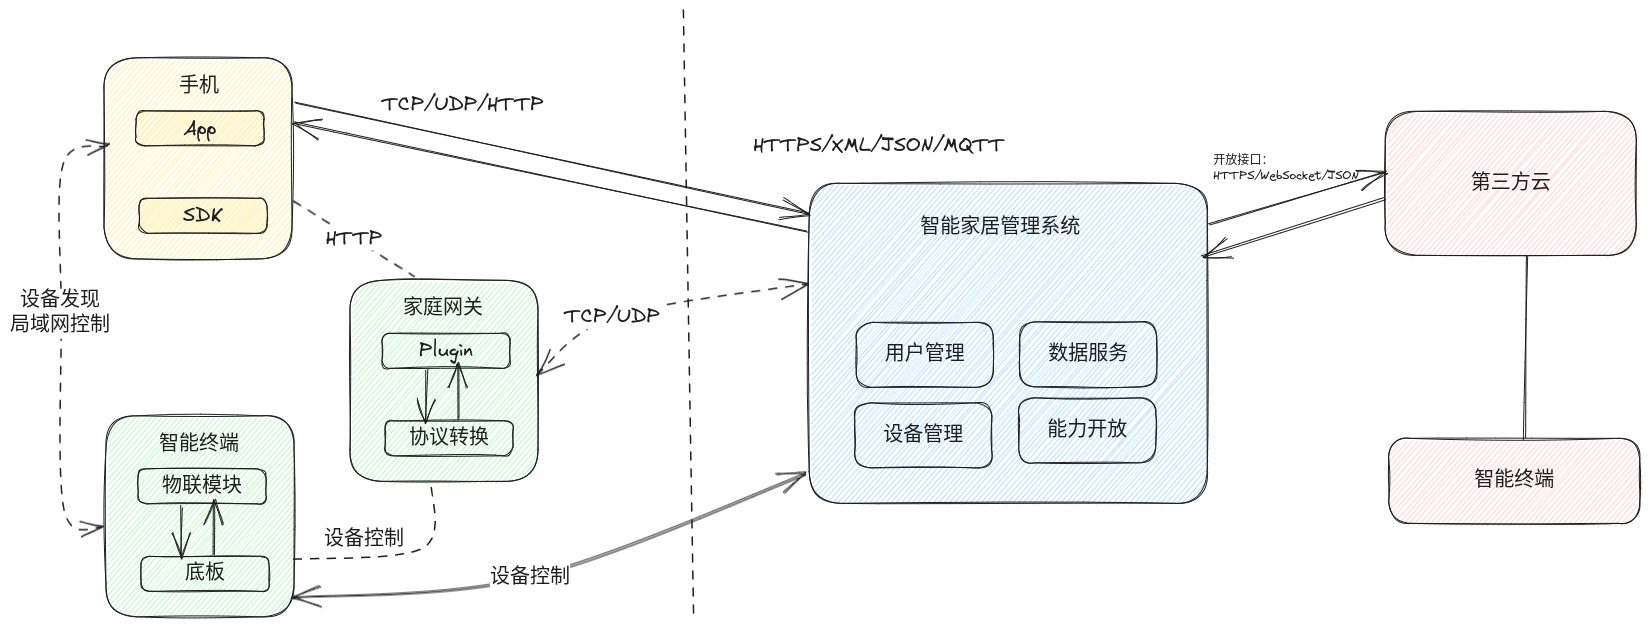 手机
App
SDK
TCP/UDP/HTTP
HTTPS/XML/JSON/MQTT
开放接口：
HTTPS/WebSocket/JSON
第三方云
智能家居管理系统
HTTP
设备发现
局域网控制
家庭网关
Plugin
协议转换
TCP/UDP
用户管理
数据服务
设备管理
能力开放
智能终端
物联模块
底板
设备控制
设备控制
智能终端